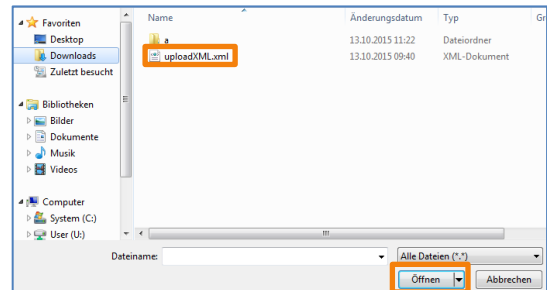 Name Änderungsdatum Typ Gr
Favoriten
Desktop
Downloads
Zuletzt besucht
a 13.10.2015 11:22 Dateiordner
uploadXML.xml 13.10.2015 09:40 XML-Dokument
Bibliotheken
Bilder
Dokumente
Musik
Videos
Computer
System (C:)
User (U:)
Dateiname: Alle Dateien (*.*)
Öffnen Abbrechen